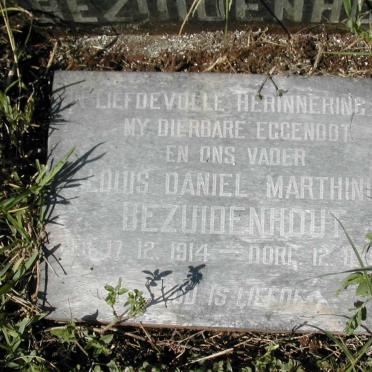 BEZUIDENH
LIEFDEVOLLE HERINNERING
MY DIERBARE EGGENOOT
EN ONS VADER
LOUIS DANIEL MARTHINU
BEZUIDENHOUT
17.12.1914 – DOOD 12.
IS LIEFDE